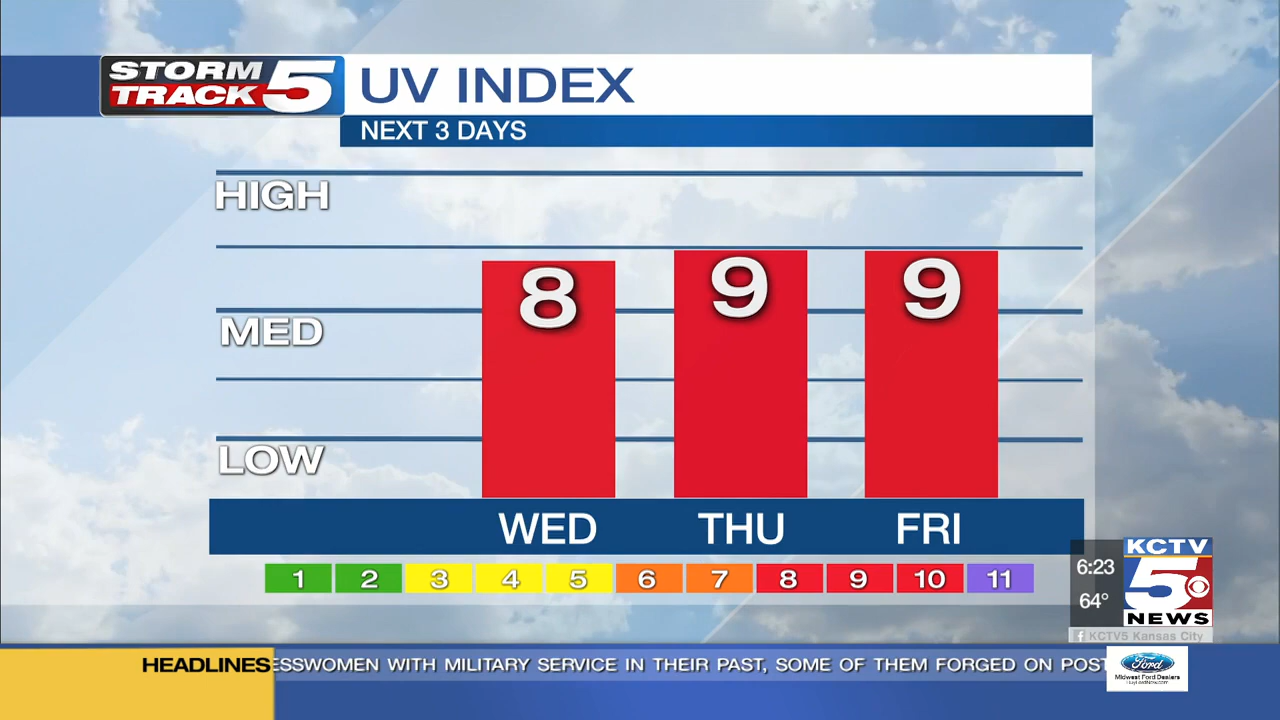 STORM TRACK 5
UV INDEX
NEXT 3 DAYS
HIGH
MED
LOW
8
9
9
WED THU FRI
1 2 3 4 5 6 7 8 9 10 11
6:23
64°
KCTV
5
NEWS
KCTV5 Kansas City
HEADLINES
ESSWOMEN WITH MILITARY SERVICE IN THEIR PAST, SOME OF THEM FORGED ON POST
Ford
Midwest Ford Dealers